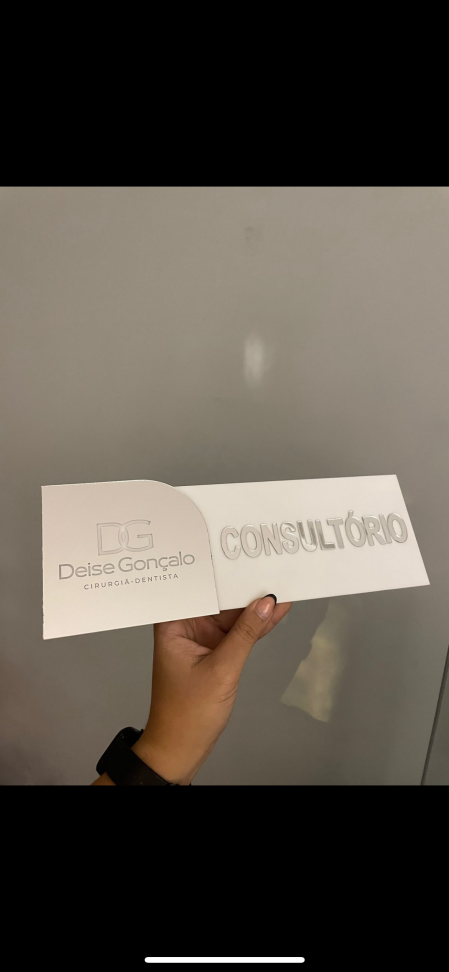 DG
Deise Gonçalo
CIRURGIÃ-DENTISTA
CONSULTÓRIO